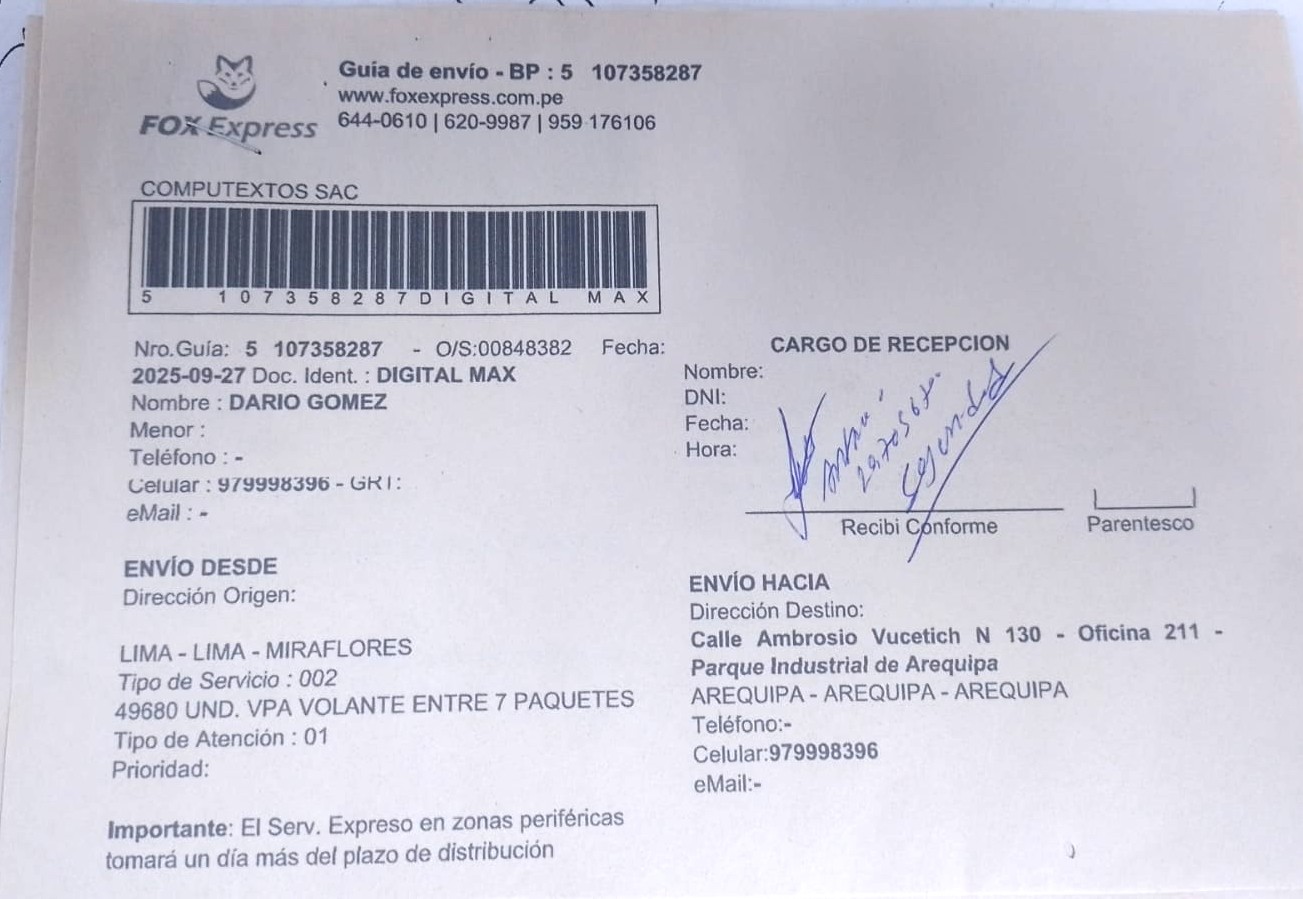 FOX Express
Guia de envío - BP : 5 107358287
www.foxexpress.com.pe
644-0610 | 620-9987 | 959 176106
COMPUTEXTOS SAC
5 107358287DIGITAL MAX
Nro.Guía: 5 107358287 - O/S:00848382 Fecha:
2025-09-27 Doc. Ident. : DIGITAL MAX
Nombre : DARIO GOMEZ
Menor :
Teléfono : -
Celular : 979998396 - GRT:
eMail : -
CARGO DE RECEPCION
Nombre:
DNI:
Fecha:
Hora:
Recibi Conforme
Parentesco
ENVÍO DESDE
Dirección Origen:
LIMA - LIMA - MIRAFLORES
Tipo de Servicio : 002
49680 UND. VPA VOLANTE ENTRE 7 PAQUETES
Tipo de Atención : 01
Prioridad:
ENVÍO HACIA
Dirección Destino:
Calle Ambrosio Vucetich N 130 - Oficina 211 -
Parque Industrial de Arequipa
AREQUIPA - AREQUIPA - AREQUIPA
Teléfono:-
Celular:979998396
eMail:-
Importante: El Serv. Expreso en zonas periféricas
tomará un día más del plazo de distribución